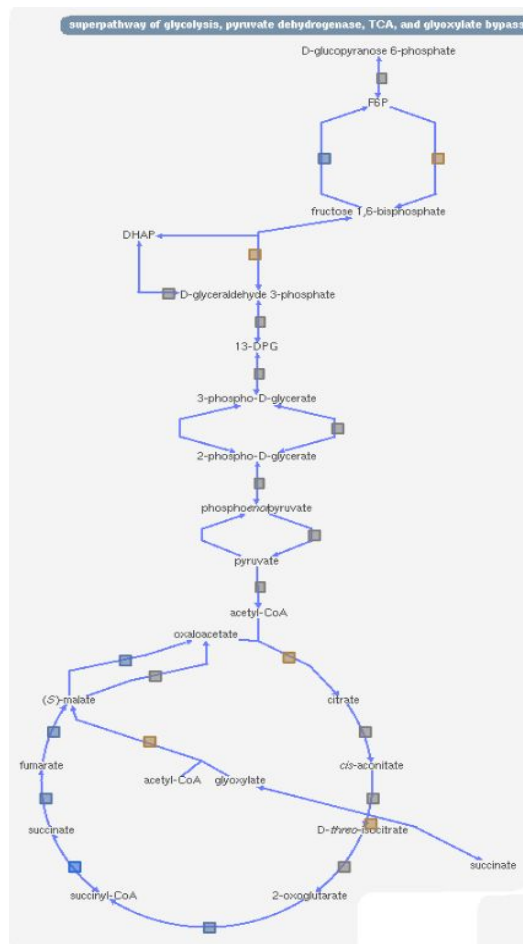 superpathway of glycolysis, pyruvate dehydrogenase, TCA, and glyoxylate bypass
D-glucopyranose 6-phosphate
F6P
fructose 1,6-bisphosphate
DHAP
D-glyceraldehyde 3-phosphate
13-DPG
3-phospho-D-glycerate
2-phospho-D-glycerate
phosphoenolpyruvate
pyruvate
acetyl-CoA
oxaloacetate
(S)-malate
citrate
fumarate
cis-aconitate
acetyl-CoA
glyoxylate
succinate
D-threo-isocitrate
succinate
succinyl-CoA
2-oxoglutarate